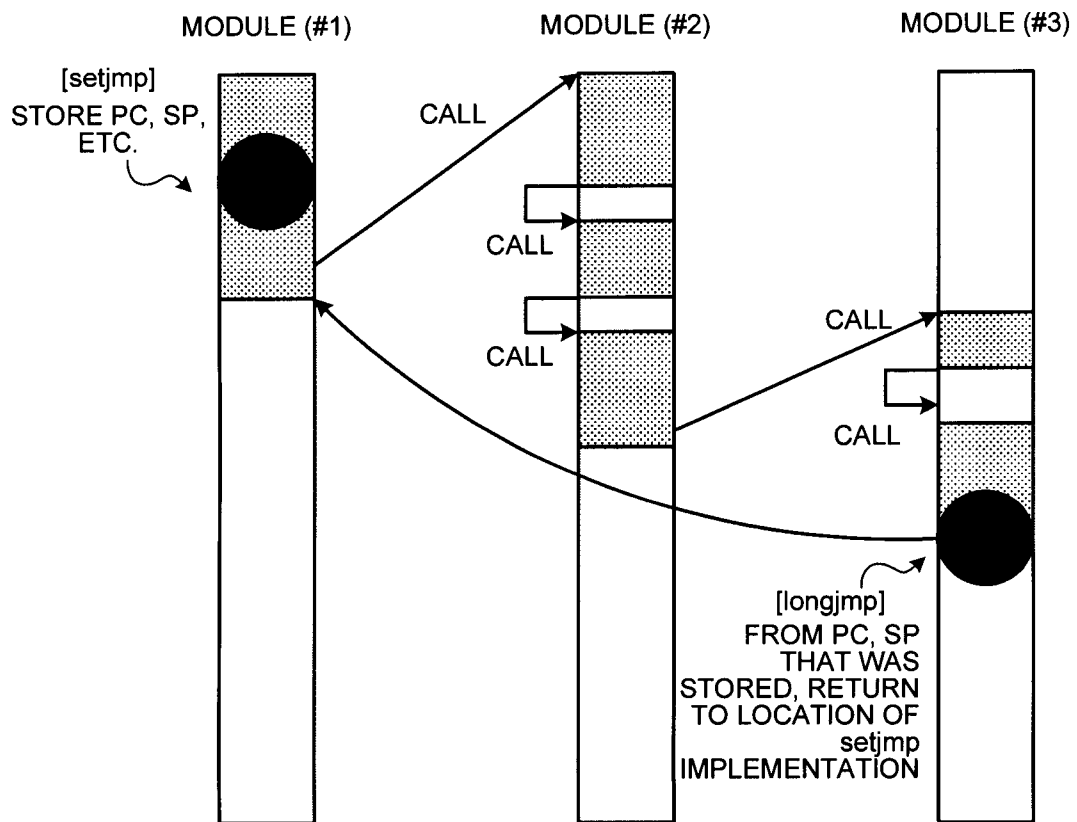 MODULE (#1)
MODULE (#2)
MODULE (#3)
[setjmp]
STORE PC, SP,
ETC.
CALL
CALL
CALL
CALL
CALL
[longjmp]
FROM PC, SP
THAT WAS
STORED, RETURN
TO LOCATION OF
setjmp
IMPLEMENTATION